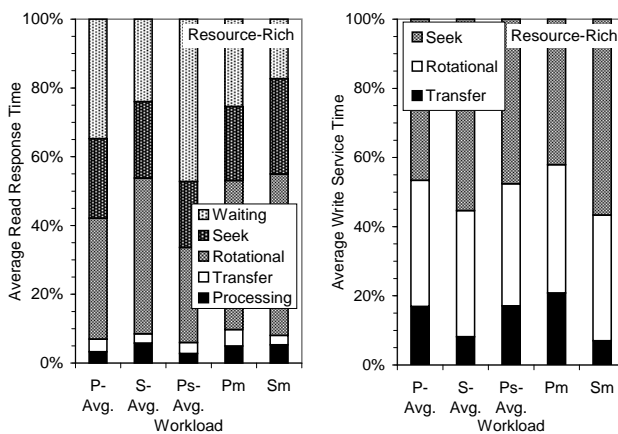 Average Read Response Time
100%
80%
60%
40%
20%
0%
Resource-Rich
Waiting
Seek
Rotational
Transfer
Processing
P-
Avg.
S-
Avg.
Ps-
Avg.
Pm
Sm
Workload
Average Write Service Time
100%
80%
60%
40%
20%
0%
Seek
Rotational
Transfer
Resource-Rich
P-
Avg.
S-
Avg.
Ps-
Avg.
Pm
Sm
Workload